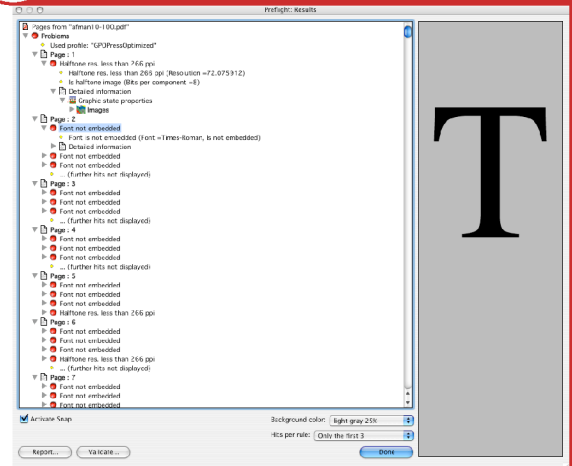 Preflight: Results
Pages from "afman10-100.pdf"
Problems
Used profile: "GPOPressOptimized"
Page: 1
Halftone res. less than 266 ppi
Halftone res. less than 266 ppi (Resolution =72.075912)
Is halftone image (Bits per component =8)
Detailed information
Graphic state properties
Images
Page: 2
Font not embedded
Font is not embedded (Font =Times-Roman, is not embedded)
Detailed information
Font not embedded
Font not embedded
... (further hits not displayed)
Page: 3
Font not embedded
Font not embedded
Font not embedded
... (further hits not displayed)
Page: 4
Font not embedded
Font not embedded
Font not embedded
... (further hits not displayed)
Page: 5
Font not embedded
Font not embedded
Font not embedded
Halftone res. less than 266 ppi
Page: 6
Font not embedded
Font not embedded
Font not embedded
Halftone res. less than 266 ppi
... (further hits not displayed)
Page: 7
Font not embedded
Font not embedded
Font not embedded
T
Activate Snap
Background color: light gray 25%
Hits per rule: Only the first 3
Report... Validate... Done